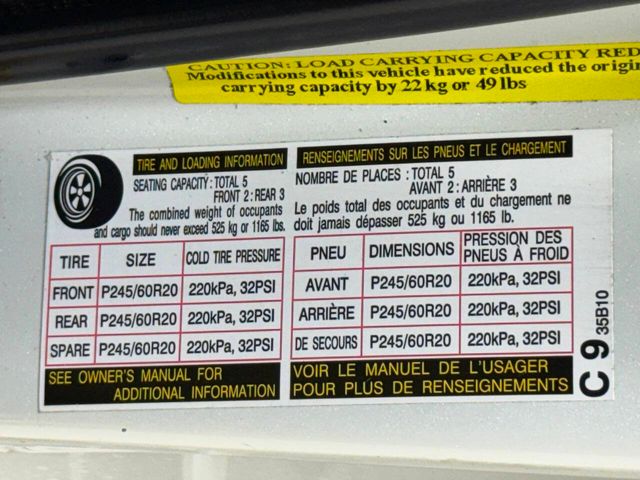 CAUTION: LOAD CARRYING CAPACITY RED
Modifications to this vehicle have reduced the origin
carrying capacity by 22 kg or 49 lbs
TIRE AND LOADING INFORMATION
SEATING CAPACITY: TOTAL 5
FRONT 2: REAR 3
The combined weight of occupants
and cargo should never exceed 525 kg or 1165 lb.
TIRE SIZE COLD TIRE PRESSURE
FRONT P245/60R20 220kPa, 32PSI
REAR P245/60R20 220kPa, 32PSI
SPARE P245/60R20 220kPa, 32PSI
SEE OWNER'S MANUAL FOR
ADDITIONAL INFORMATION
RENSEIGNEMENTS SUR LES PNEUS ET LE CHARGEMENT
NOMBRE DE PLACES : TOTAL 5
AVANT 2: ARRIÈRE 3
Le poids total des occupants et du chargement ne
doit jamais dépasser 525 kg ou 1165 lb.
PNEU DIMENSIONS PRESSION DES
PNEUS À FROID
AVANT P245/60R20 220kPa, 32PSI
ARRIÈRE P245/60R20 220kPa, 32PSI
DE SECOURS P245/60R20 220kPa, 32PSI
VOIR LE MANUEL DE L'USAGER
POUR PLUS DE RENSEIGNEMENTS
C 9 35B10